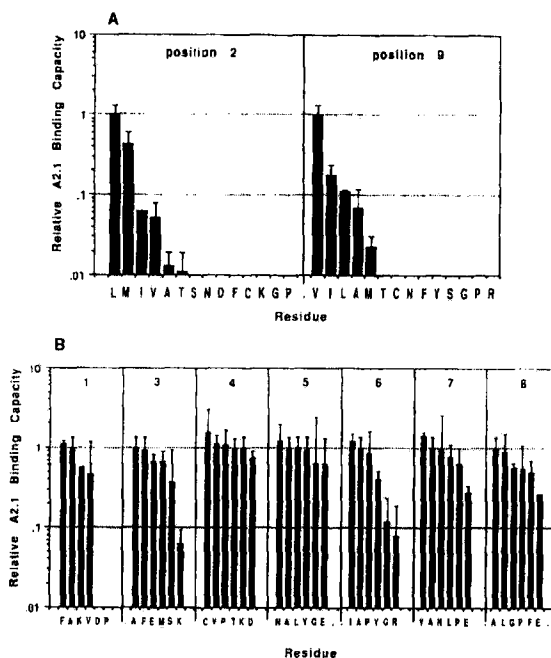 A
position 2
position 9
Relative A2.1 Binding Capacity
10
1
.1
.01
L M I V A T S N D F C K G P
. V I L A M T C N F Y S G P R
Residue
B
1 3 4 5 6 7 8
Relative A2.1 Binding Capacity
10
1
.1
.01
F A K V D P
A F E M S K
C V P T K D
N A L Y G E .
I A P Y G R
Y A N L P E
. A L G P F E .
Residue